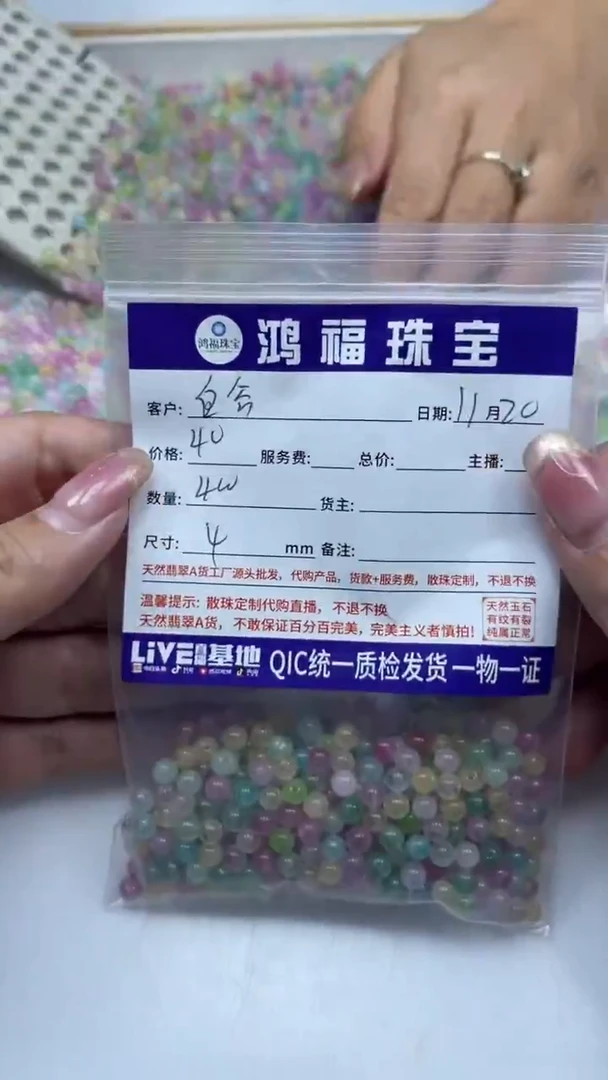 鸿福珠宝
鸿福珠宝
客户: 日期: 11月20
价格: 40 服务费: 总价: 主播:
数量: 货主:
尺寸: 4 mm 备注:
天然翡翠A货工厂源头批发，代购产品，货款+服务费，散珠定制，不退不换
温馨提示: 散珠定制代购直播，不退不换
天然翡翠A货，不敢保证百分百完美，完美主义者慎拍!
天然玉石
有纹有裂
纯属正常
LiVE直播基地 QIC统一质检发货一物一证